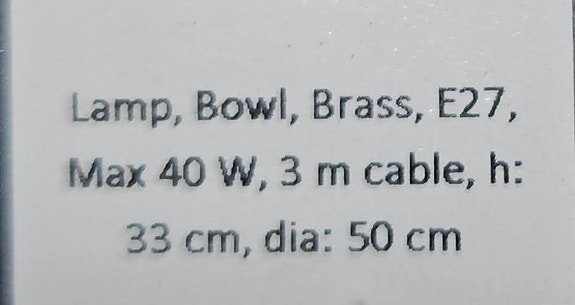 Lamp, Bowl, Brass, E27,
Max 40 W, 3 m cable, h:
33 cm, dia: 50 cm